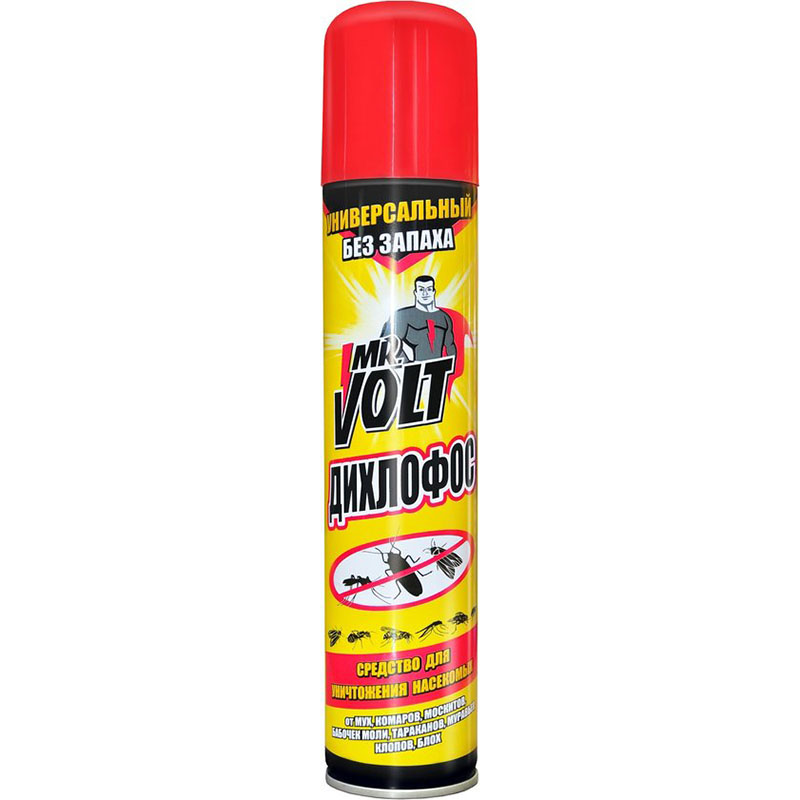 УНИВЕРСАЛЬНЫЙ
БЕЗ ЗАПАХА
MR.
VOLT
ДИХЛОФОС
СРЕДСТВО ДЛЯ
УНИЧТОЖЕНИЯ НАСЕКОМЫХ
от МУХ, КОМАРОВ, МОСКИТОВ,
БАБОЧЕК МОЛИ, ТАРАКАНОВ, МУРАВЬЕВ,
КЛОПОВ, БЛОХ